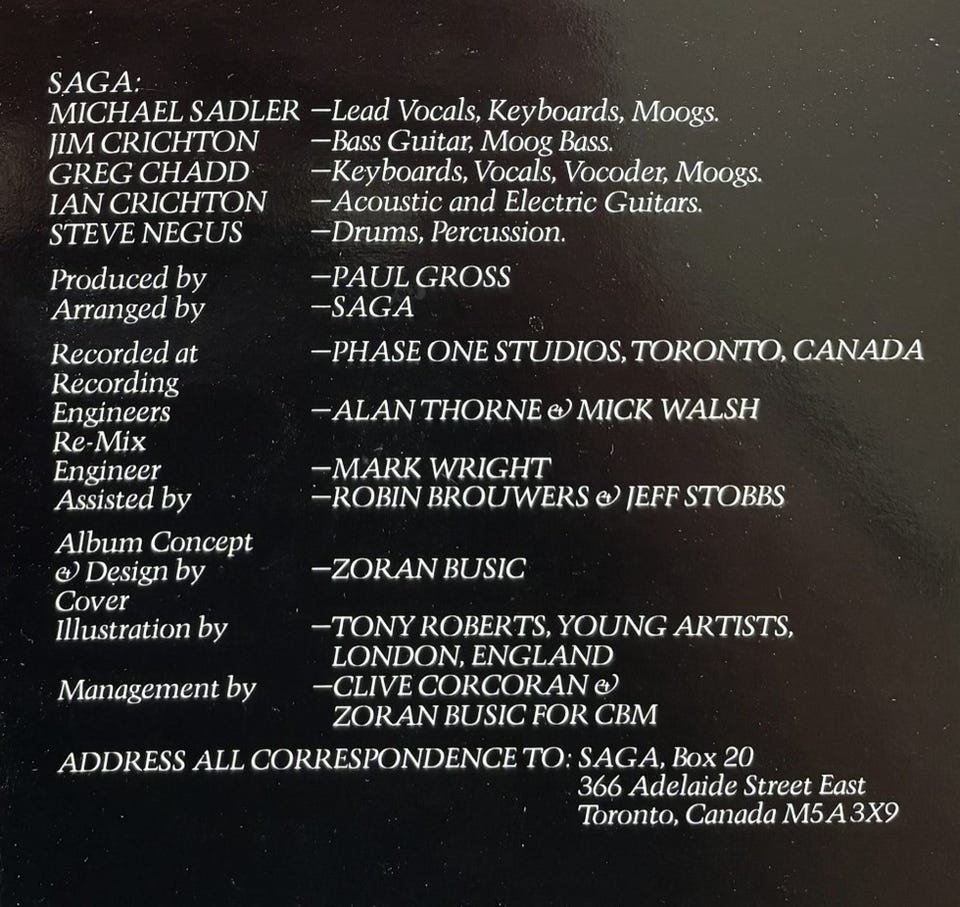 SAGA:
MICHAEL SADLER —Lead Vocals, Keyboards, Moogs.
JIM CRICHTON —Bass Guitar, Moog Bass.
GREG CHADD —Keyboards, Vocals, Vocoder, Moogs.
IAN CRICHTON —Acoustic and Electric Guitars.
STEVE NEGUS —Drums, Percussion.
Produced by —PAUL GROSS
Arranged by —SAGA
Recorded at —PHASE ONE STUDIOS, TORONTO, CANADA
Recording
Engineers —ALAN THORNE & MICK WALSH
Re-Mix
Engineer —MARK WRIGHT
Assisted by —ROBIN BROUWERS & JEFF STOBBS
Album Concept
& Design by —ZORAN BUSIC
Cover
Illustration by —TONY ROBERTS, YOUNG ARTISTS,
LONDON, ENGLAND
Management by —CLIVE CORCORAN &
ZORAN BUSIC FOR CBM
ADDRESS ALL CORRESPONDENCE TO: SAGA, Box 20
366 Adelaide Street East
Toronto, Canada M5A3X9